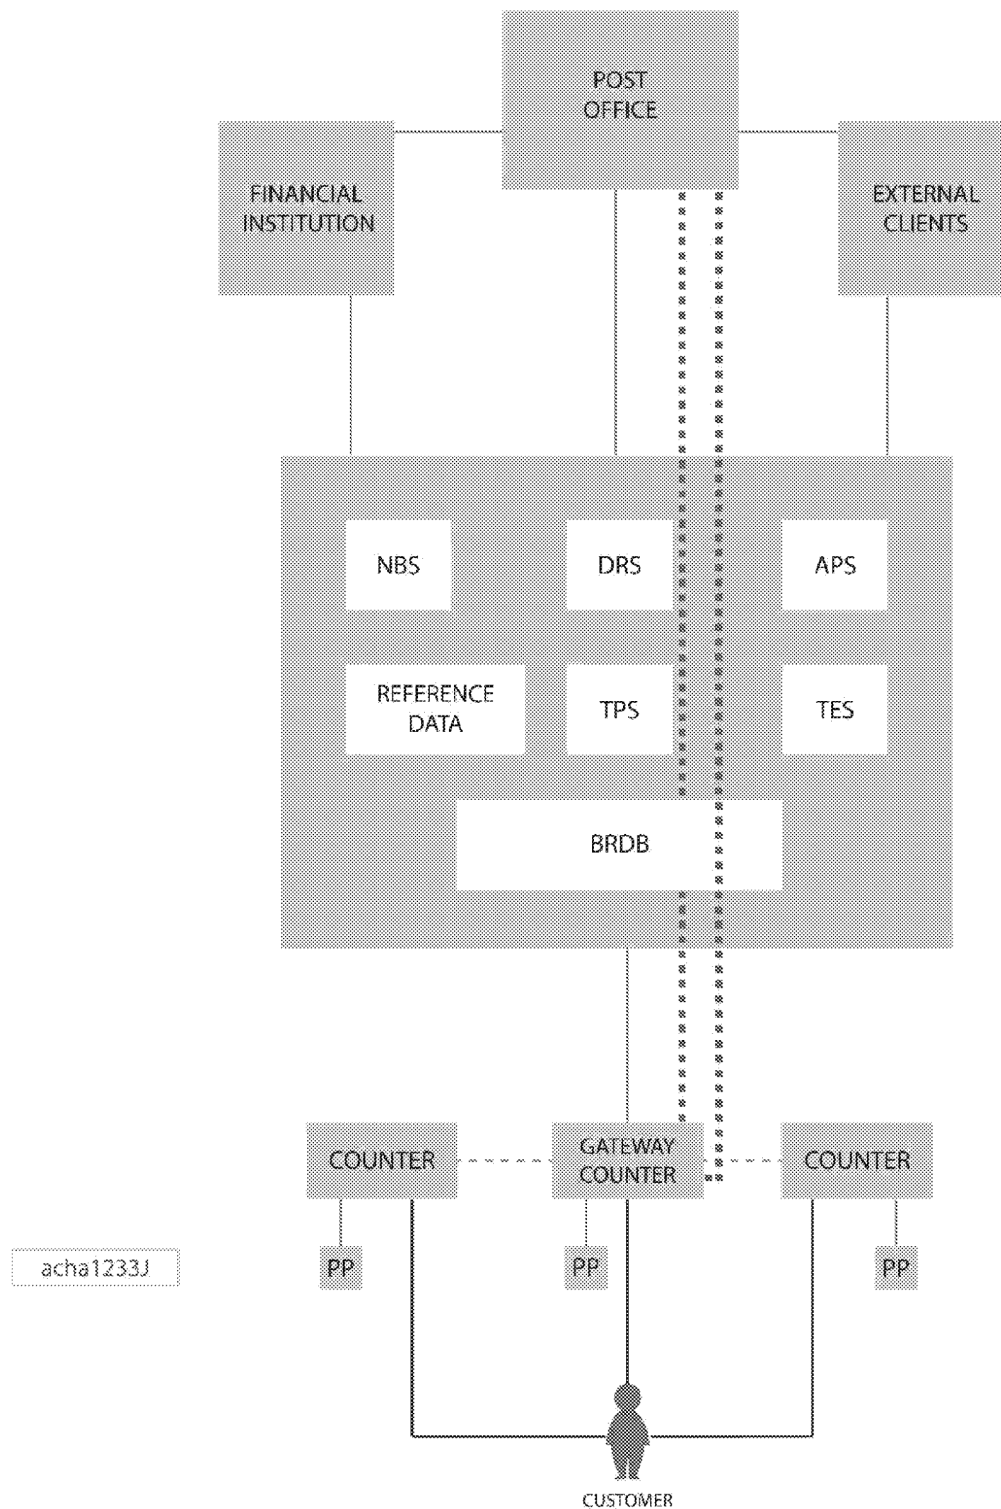 POST
OFFICE
FINANCIAL
INSTITUTION
EXTERNAL
CLIENTS
NBS
DRS
APS
REFERENCE
DATA
TPS
TES
BRDB
COUNTER
GATEWAY
COUNTER
COUNTER
PP
PP
PP
acha1233J
CUSTOMER